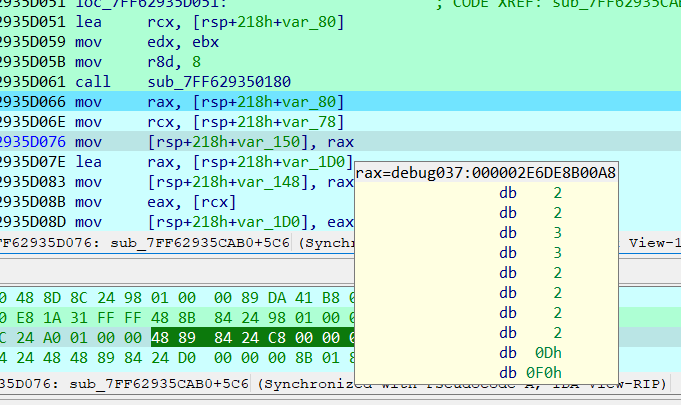 2935D051 loc_7FF62935D051: ; CODE XREF: sub_7FF62935CAB
2935D051 lea rcx, [rsp+218h+var_80]
2935D059 mov edx, ebx
2935D05B mov r8d, 8
2935D061 call sub_7FF629350180
2935D066 mov rax, [rsp+218h+var_80]
2935D06E mov rcx, [rsp+218h+var_78]
2935D076 mov [rsp+218h+var_150], rax
2935D07E lea rax, [rsp+218h+var_1D0]
2935D083 mov [rsp+218h+var_148], rax
2935D08B mov eax, [rcx]
2935D08D mov [rsp+218h+var_1D0], eax
rax=debug037:000002E6DE8B00A8
db 2
db 2
db 3
db 3
db 2
db 2
db 2
db 2
db 0Dh
db 0F0h
FF62935D076: sub_7FF62935CAB0+5C6 (Synchroni View-1
0 48 8D 8C 24 98 01 00 00 89 DA 41 B8 0
0 E8 1A 31 FF FF 48 8B 84 24 98 01 00 0
C 24 A0 01 00 00 48 89 84 24 C8 00 00 0
4 24 48 48 89 84 24 D0 00 00 00 8B 01 8
35D076: sub_7FF62935CAB0+5C6 (Synchronized with Pseudocode-A, IDA View-RIP)